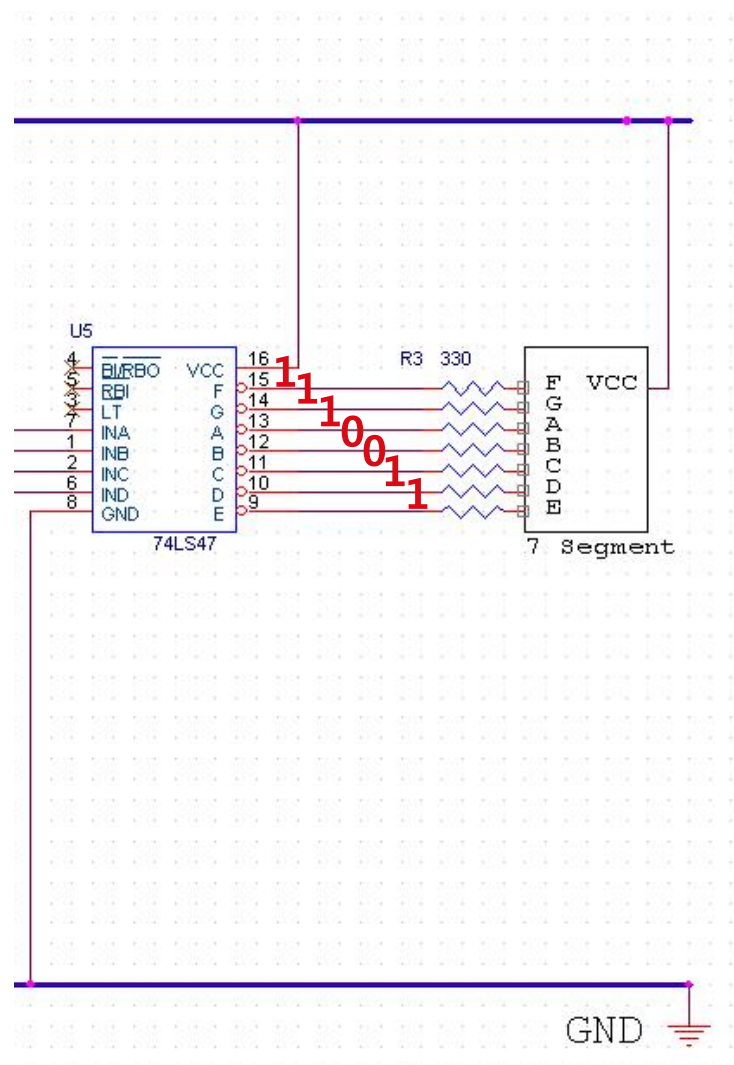 U5
4 BI/RBO VCC 16
5 RBI F 15 1
3 LT G 14 1
7 INA A 13 1
1 INB B 12 0
2 INC C 11 0
6 IND D 10 1
8 GND E 9 1
74LS47
R3 330
F VCC
G
A
B
C
D
E
7 Segment
GND